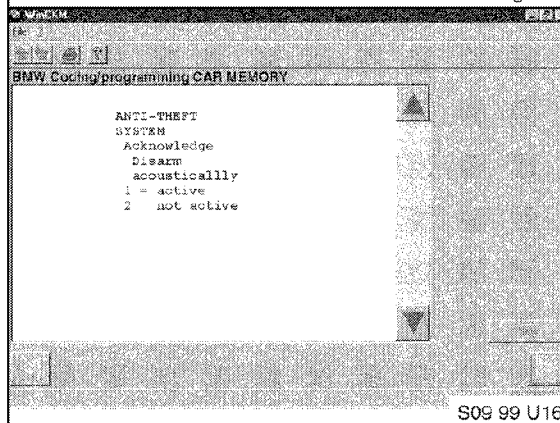 BMW Coding/programming CAR MEMORY
ANTI-THEFT
SYSTEM
Acknowledge
Disarm
acousticallly
1 = active
2 not active
S09 99 U16